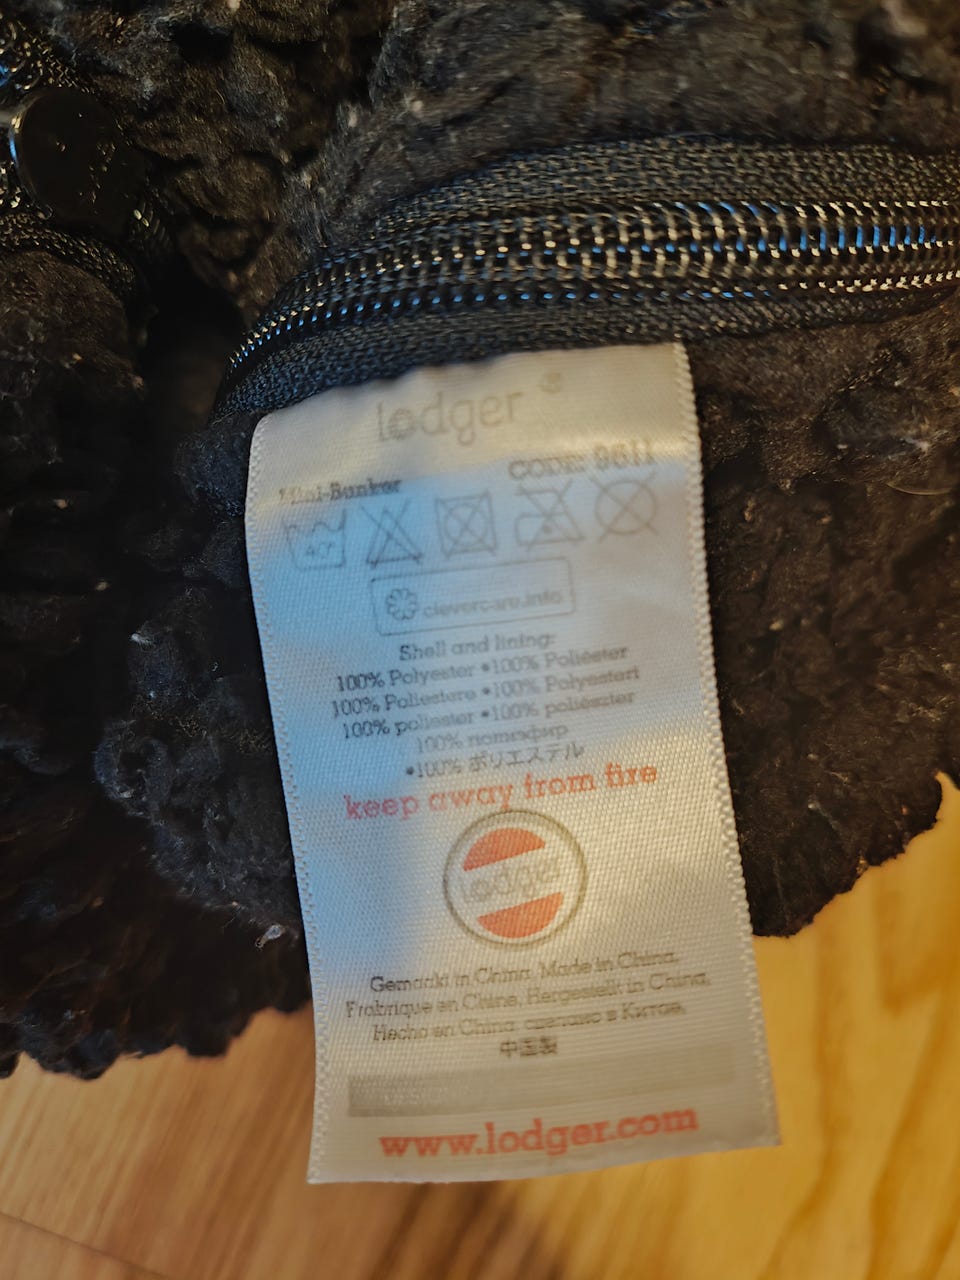 lodger®
CODE: 9611
Mini-Bunker
40°
clevercare.info
Shell and lining:
100% Polyester •100% Poliéster
100% Poliestere •100% Polyesteri
100% poliester •100% poliészter
100% полиэфир
•100% ポリエステル
keep away from fire
lodger
Gemaakt in China, Made in China,
Frabrique en Chine, Hergestellt in China,
Hecho en China, сделано в Китае,
中国製
www.lodger.com